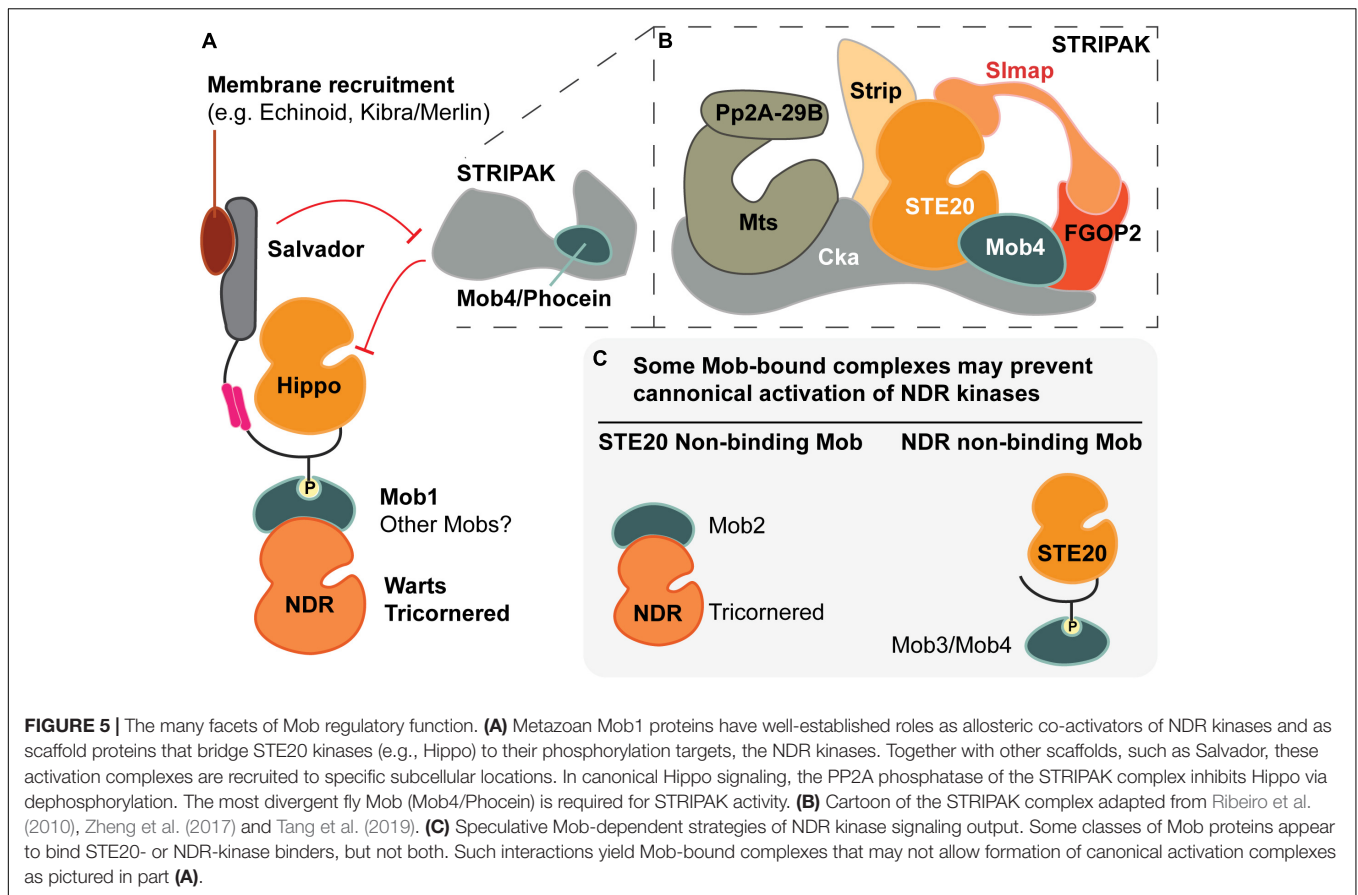 A
Membrane recruitment
(e.g. Echinoid, Kibra/Merlin)
Salvador
Hippo
P
Mob1
Other Mobs?
NDR
Warts
Tricornered
STRIPAK
Mob4/Phocein
B
STRIPAK
Slmap
Strip
Pp2A-29B
Mts
STE20
Cka
Mob4
FGOP2
C
Some Mob-bound complexes may prevent
cannonical activation of NDR kinases
STE20 Non-binding Mob
NDR non-binding Mob
Mob2
NDR
Tricornered
STE20
P
Mob3/Mob4
FIGURE 5 | The many facets of Mob regulatory function. (A) Metazoan Mob1 proteins have well-established roles as allosteric co-activators of NDR kinases and as
scaffold proteins that bridge STE20 kinases (e.g., Hippo) to their phosphorylation targets, the NDR kinases. Together with other scaffolds, such as Salvador, these
activation complexes are recruited to specific subcellular locations. In canonical Hippo signaling, the PP2A phosphatase of the STRIPAK complex inhibits Hippo via
dephosphorylation. The most divergent fly Mob (Mob4/Phocein) is required for STRIPAK activity. (B) Cartoon of the STRIPAK complex adapted from Ribeiro et al.
(2010), Zheng et al. (2017) and Tang et al. (2019). (C) Speculative Mob-dependent strategies of NDR kinase signaling output. Some classes of Mob proteins appear
to bind STE20- or NDR-kinase binders, but not both. Such interactions yield Mob-bound complexes that may not allow formation of canonical activation complexes
as pictured in part (A).